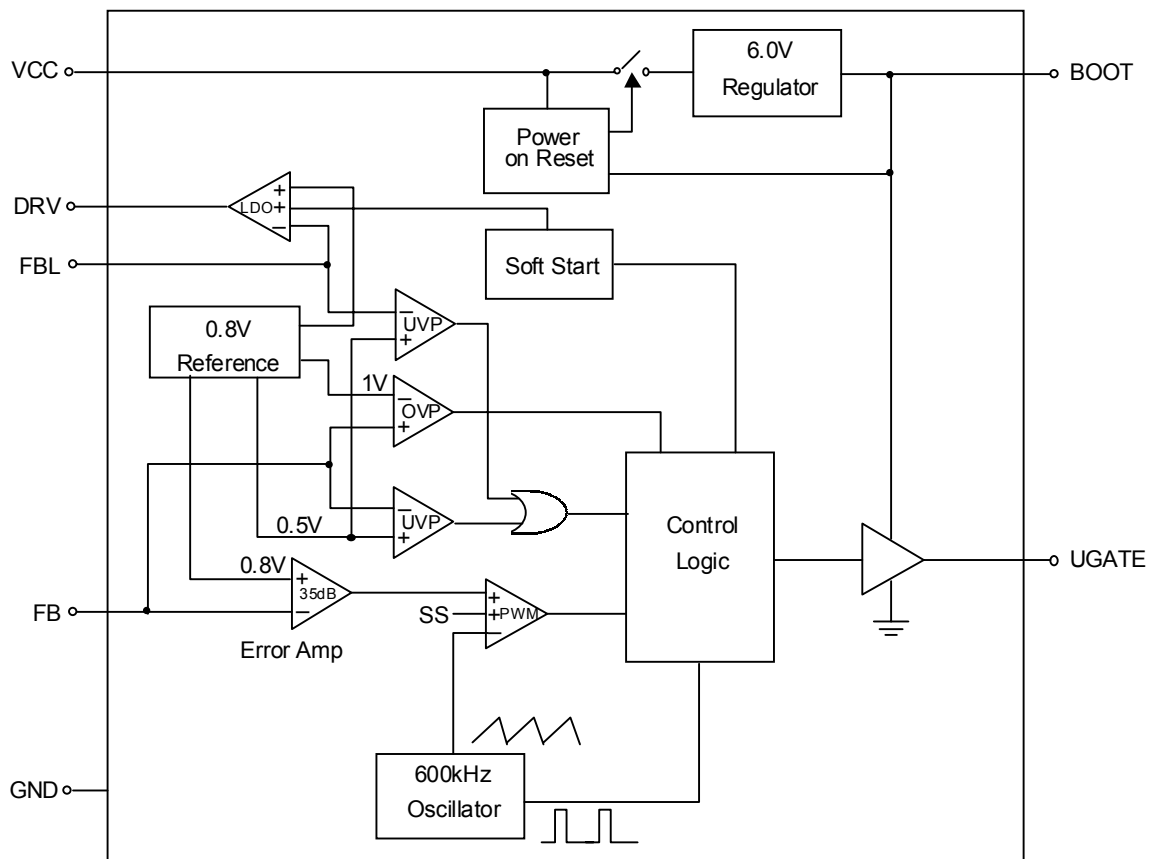 VCC
6.0V
Regulator
BOOT
Power
on Reset
DRV
+
LDO+
−
FBL
Soft Start
0.8V
Reference
−
UVP
+
1V
−
OVP
+
−
UVP
0.5V
+
Control
Logic
0.8V
+
35dB
−
Error Amp
FB
+
SS
+PWM
−
UGATE
600kHz
Oscillator
GND